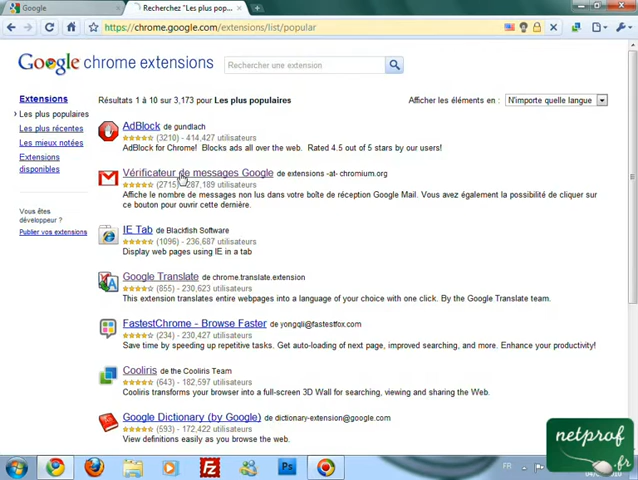 Google
Recherchez "Les plus pop...
https://chrome.google.com/extensions/list/popular
Google chrome extensions
Rechercher une extension
Extensions
Les plus populaires
Les plus récentes
Les mieux notées
Extensions
disponibles
Vous êtes
développeur ?
Publier vos extensions
Résultats 1 à 10 sur 3,173 pour Les plus populaires
Afficher les éléments en :
N'importe quelle langue
AdBlock de gundlach
(3210) - 414,427 utilisateurs
AdBlock for Chrome! Blocks ads all over the web. Rated 4.5 out of 5 stars by our users!
Vérificateur de messages Google de extensions -at- chromium.org
(2715) - 287,189 utilisateurs
Affiche le nombre de messages non lus dans votre boîte de réception Google Mail. Vous avez également la possibilité de cliquer sur
ce bouton pour ouvrir cette dernière.
IE Tab de Blackfish Software
(1096) - 236,687 utilisateurs
Display web pages using IE in a tab
Google Translate de chrome.translate.extension
(855) - 230,623 utilisateurs
This extension translates entire webpages into a language of your choice with one click. By the Google Translate team.
FastestChrome - Browse Faster de yongqli@fastestfox.com
(234) - 230,427 utilisateurs
Save time by speeding up repetitive tasks. Get auto-loading of next page, improved searching, and more. Enhance your productivity!
Cooliris de the Cooliris Team
(643) - 182,597 utilisateurs
Cooliris transforms your browser into a full-screen 3D Wall for searching, viewing and sharing the Web.
Google Dictionary (by Google) de dictionary-extension@google.com
(593) - 172,422 utilisateurs
View definitions easily as you browse the web.
netprof
.fr
FR